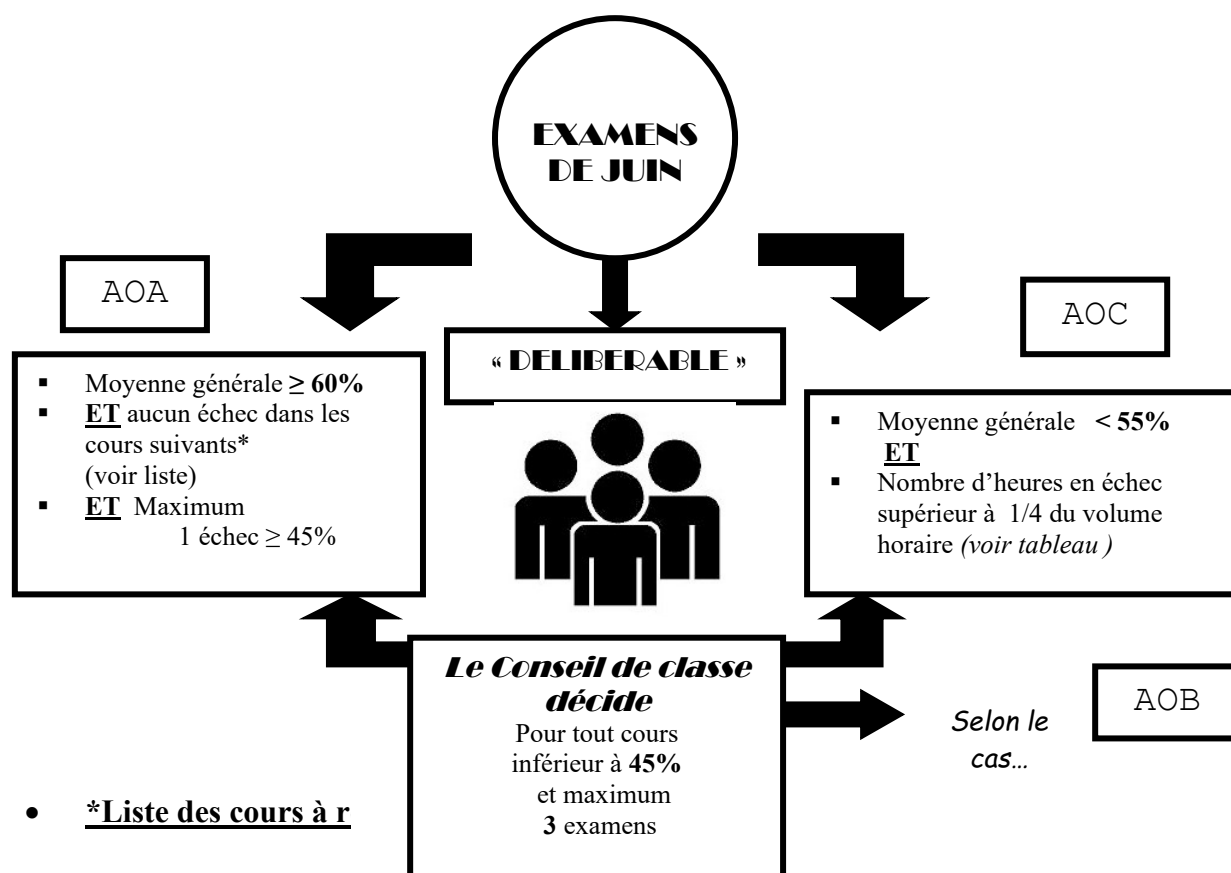 EXAMENS
DE JUIN
AOA
AOC
« DELIBERABLE »
▪ Moyenne générale ≥ 60%
▪ ET aucun échec dans les
cours suivants*
(voir liste)
▪ ET Maximum
1 échec ≥ 45%
▪ Moyenne générale < 55%
ET
▪ Nombre d’heures en échec
supérieur à 1/4 du volume
horaire (voir tableau )
Le Conseil de classe
décide
Pour tout cours
inférieur à 45%
et maximum
3 examens
Selon le
cas…
AOB
• *Liste des cours à r